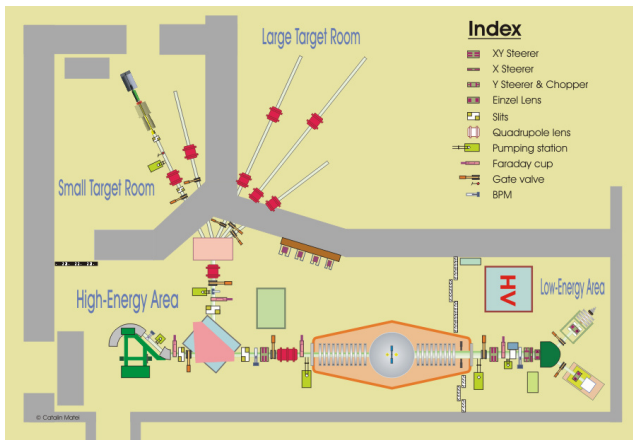 Large Target Room
Index
XY Steerer
X Steerer
Y Steerer & Chopper
Einzel Lens
Slits
Quadrupole lens
Pumping station
Faraday cup
Gate valve
BPM
Small Target Room
High-Energy Area
HV
Low-Energy Area
© Catalin Matei